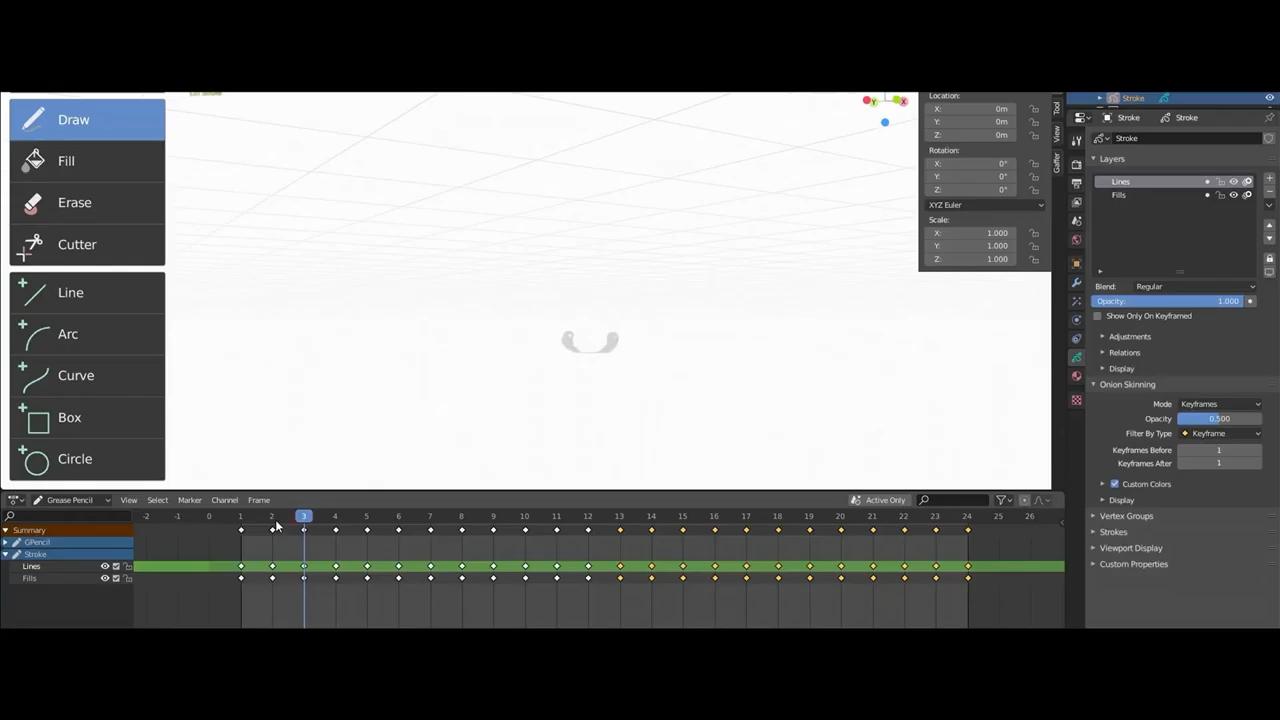 Draw
Fill
Erase
Cutter
Line
Arc
Curve
Box
Circle
Location:
X: 0m
Y: 0m
Z: 0m
Rotation:
X: 0°
Y: 0°
Z: 0°
XYZ Euler
Scale:
X: 1.000
Y: 1.000
Z: 1.000
Tool
View
Gaffer
Y
X
Stroke
Stroke
Stroke
Stroke
Layers
Lines
Fills
Blend: Regular
Opacity: 1.000
Show Only On Keyframed
Adjustments
Relations
Display
Onion Skinning
Mode Keyframes
Opacity 0.500
Filter By Type Keyframe
Keyframes Before 1
Keyframes After 1
Custom Colors
Display
Vertex Groups
Strokes
Viewport Display
Custom Properties
Grease Pencil View Select Marker Channel Frame Active Only
-2 -1 0 1 2 3 4 5 6 7 8 9 10 11 12 13 14 15 16 17 18 19 20 21 22 23 24 25 26
Summary
GPencil
Stroke
Lines
Fills